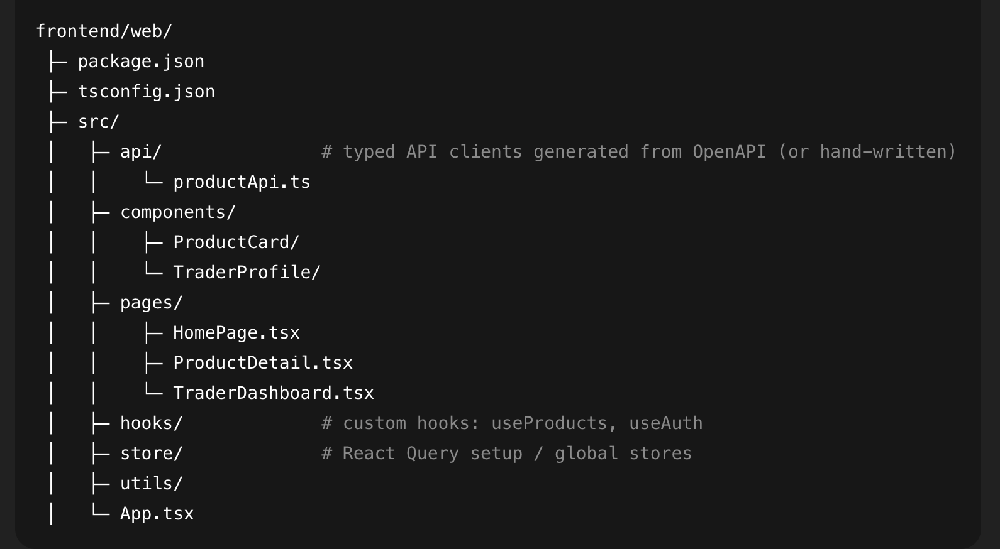 frontend/web/
├─ package.json
├─ tsconfig.json
├─ src/
│   ├─ api/               # typed API clients generated from OpenAPI (or hand-written)
│   │    └─ productApi.ts
│   ├─ components/
│   │    ├─ ProductCard/
│   │    └─ TraderProfile/
│   ├─ pages/
│   │    ├─ HomePage.tsx
│   │    ├─ ProductDetail.tsx
│   │    └─ TraderDashboard.tsx
│   ├─ hooks/             # custom hooks: useProducts, useAuth
│   ├─ store/             # React Query setup / global stores
│   ├─ utils/
│   └─ App.tsx